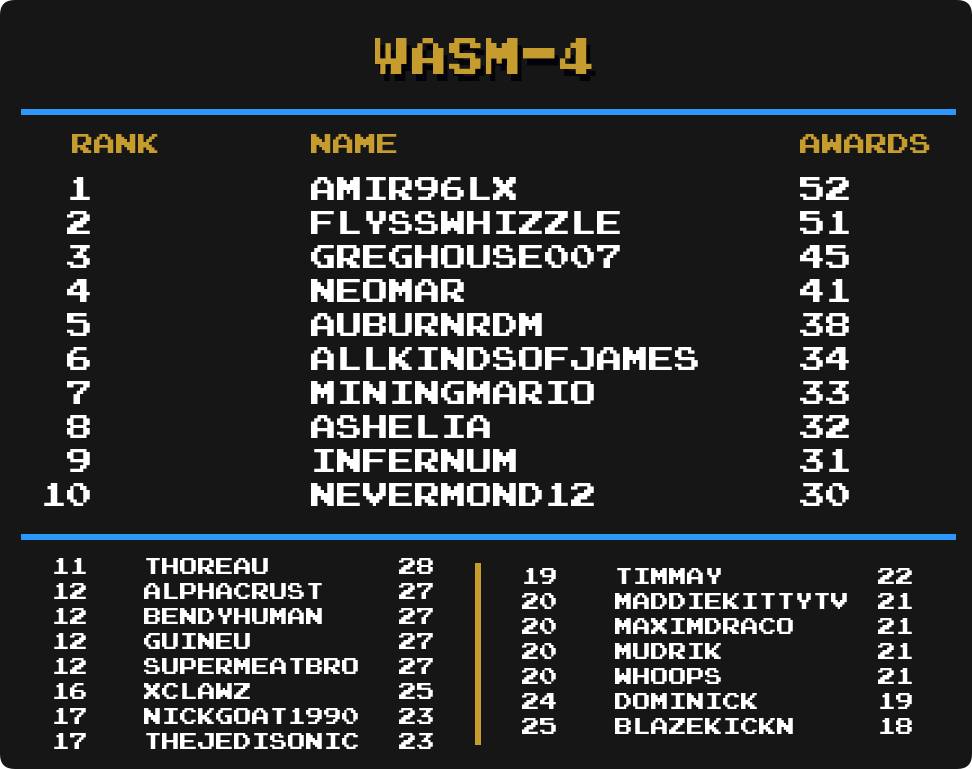 WASM-4
RANK NAME AWARDS
1 AMIR96LX 52
2 FLYSSWHIZZLE 51
3 GREGHOUSE007 45
4 NEOMAR 41
5 AUBURNRDM 38
6 ALLKINDSOFJAMES 34
7 MININGMARIO 33
8 ASHELIA 32
9 INFERNUM 31
10 NEVERMOND12 30
11 THOREAU 28
12 ALPHACRUST 27
12 BENDYHUMAN 27
12 GUINEU 27
12 SUPERMEATBRO 27
16 XCLAWZ 25
17 NICKGOAT1990 23
17 THEJEDISONIC 23
19 TIMMAY 22
20 MADDIEKITTYTV 21
20 MAXIMDRACO 21
20 MUDRIK 21
20 WHOOPS 21
24 DOMINICK 19
25 BLAZEKICKN 18